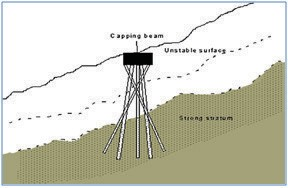 Capping beam
Unstable surface
Strong stratum